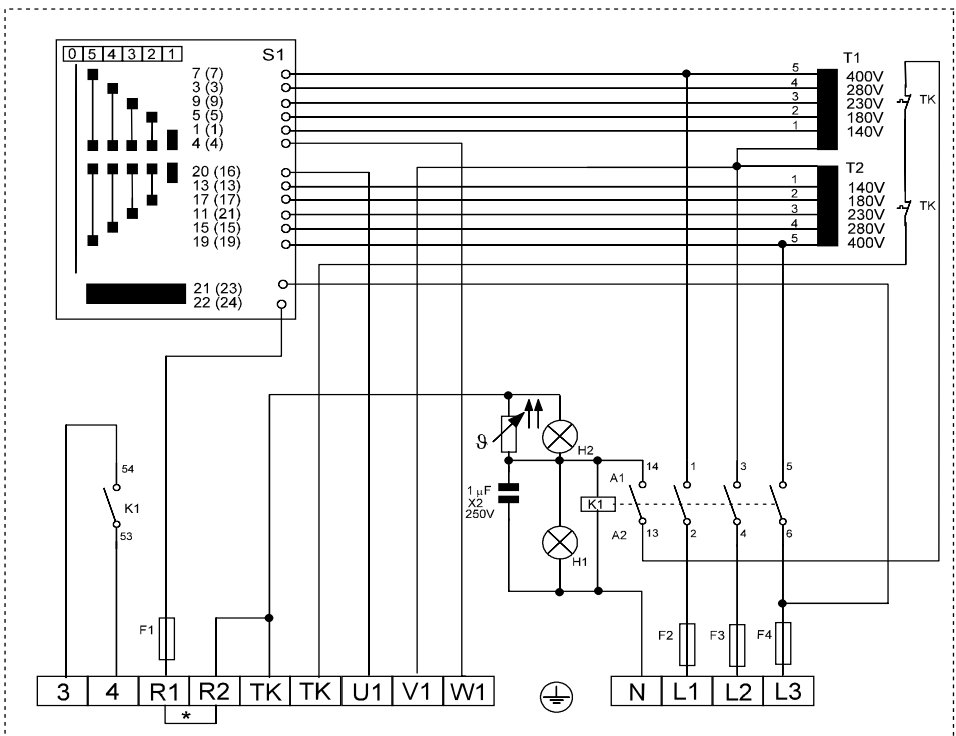 0 5 4 3 2 1
S1
7 (7)
3 (3)
9 (9)
5 (5)
1 (1)
4 (4)
20 (16)
13 (13)
17 (17)
11 (21)
15 (15)
19 (19)
21 (23)
22 (24)
T1
5 400V
4 280V
3 230V
2 180V
1 140V
TK
T2
1 140V
2 180V
3 230V
4 280V
5 400V
TK
ϑ
H2
1 µF
X2
250V
H1
K1
A1
A2
14
13
1
2
3
4
5
6
54
K1
53
F1
F2
F3
F4
3 4 R1 R2 TK TK U1 V1 W1
N L1 L2 L3
*